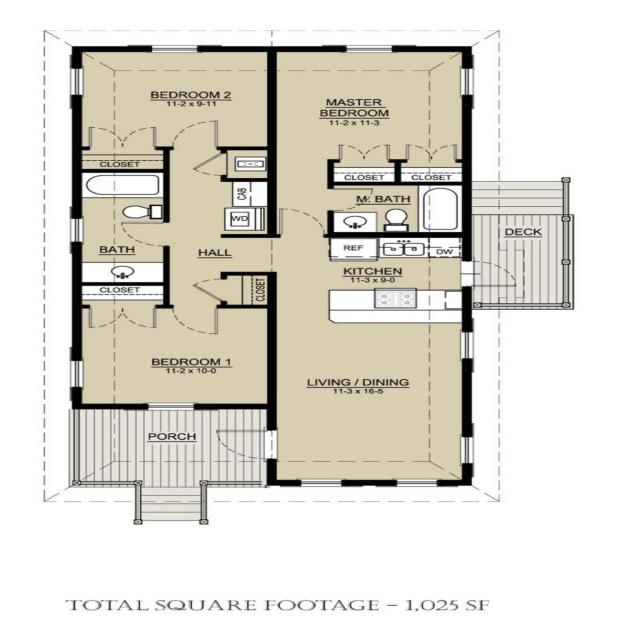 BEDROOM 2
11-2 x 9-11
MASTER
BEDROOM
11-2 x 11-3
CLOSET
CLOSET
CLOSET
CAB
M. BATH
WD
BATH
HALL
REF
DW
DECK
KITCHEN
11-3 x 9-0
CLOSET
CLOSET
BEDROOM 1
11-2 x 10-0
LIVING / DINING
11-3 x 16-5
PORCH
TOTAL SQUARE FOOTAGE – 1,025 SF